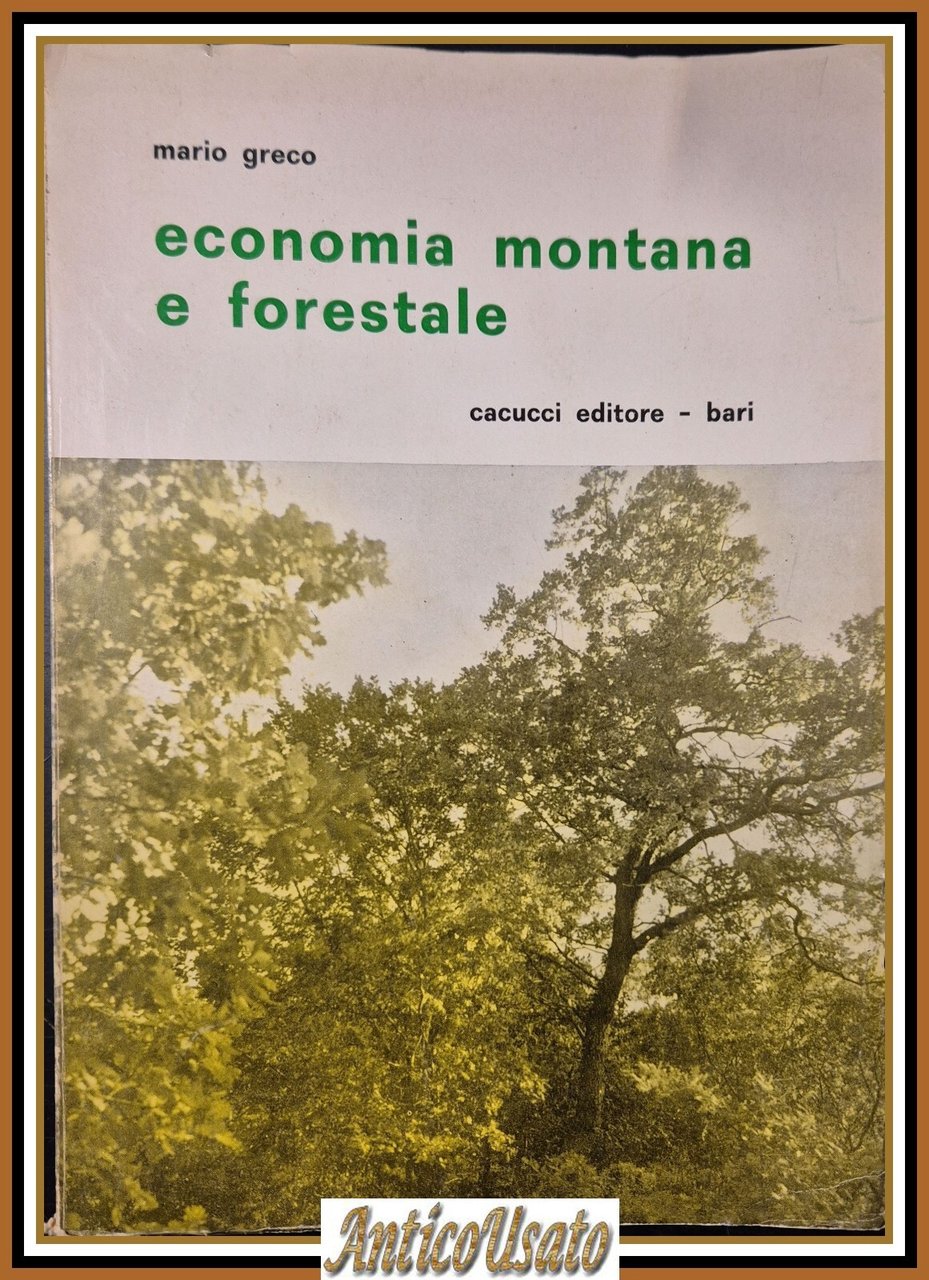 mario greco
economia montana
e forestale
cacucci editore - bari
AnticoUsato